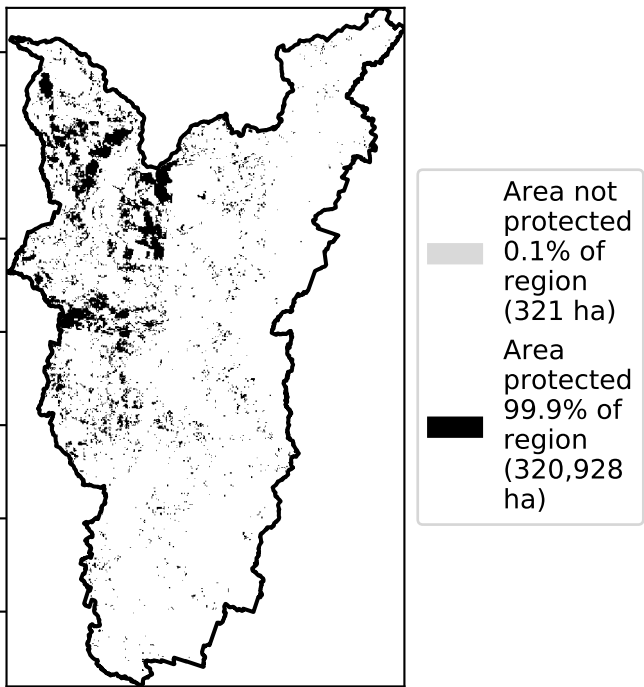 Area not
protected
0.1% of
region
(321 ha)
Area
protected
99.9% of
region
(320,928
ha)